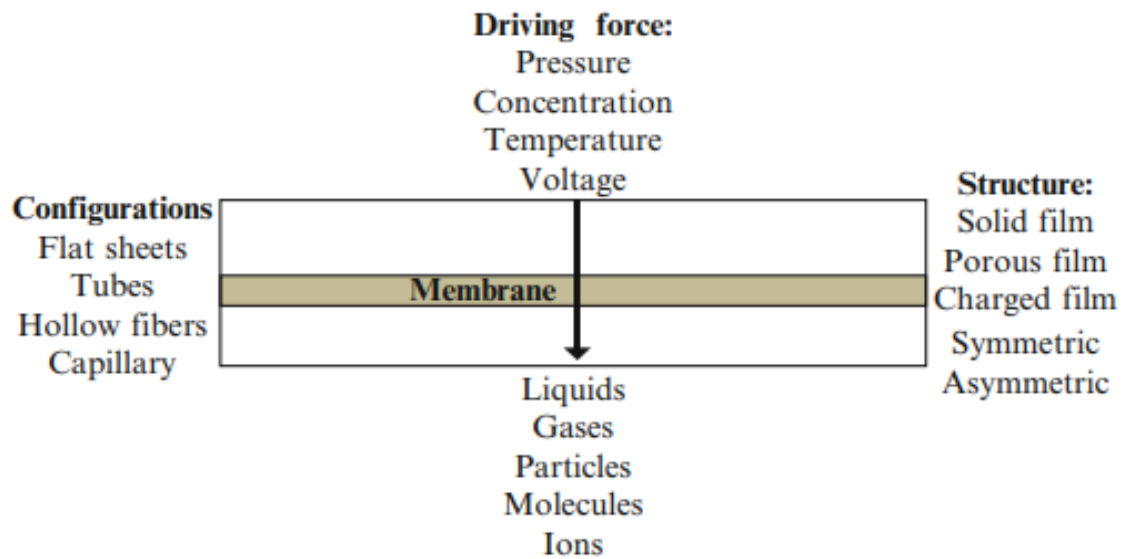 Driving force:
Pressure
Concentration
Temperature
Voltage
Configurations
Flat sheets
Tubes
Hollow fibers
Capillary
Membrane
Structure:
Solid film
Porous film
Charged film
Symmetric
Asymmetric
Liquids
Gases
Particles
Molecules
Ions